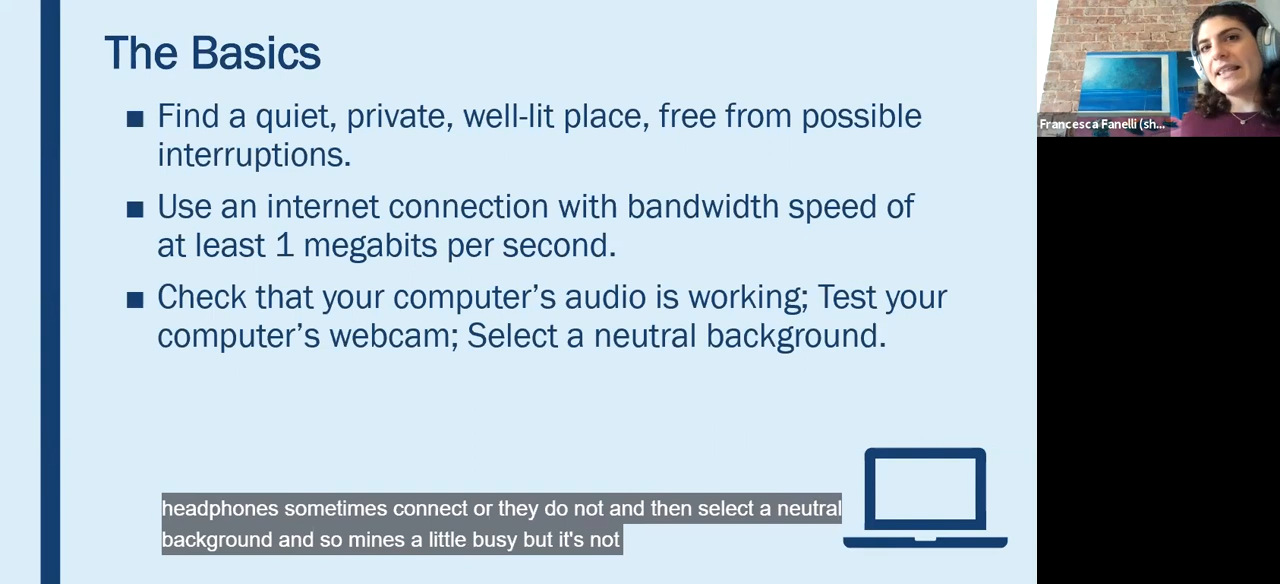 The Basics
■ Find a quiet, private, well-lit place, free from possible
interruptions.
■ Use an internet connection with bandwidth speed of
at least 1 megabits per second.
■ Check that your computer’s audio is working; Test your
computer’s webcam; Select a neutral background.
headphones sometimes connect or they do not and then select a neutral
background and so mines a little busy but it's not
Francesca Fanelli (sh...